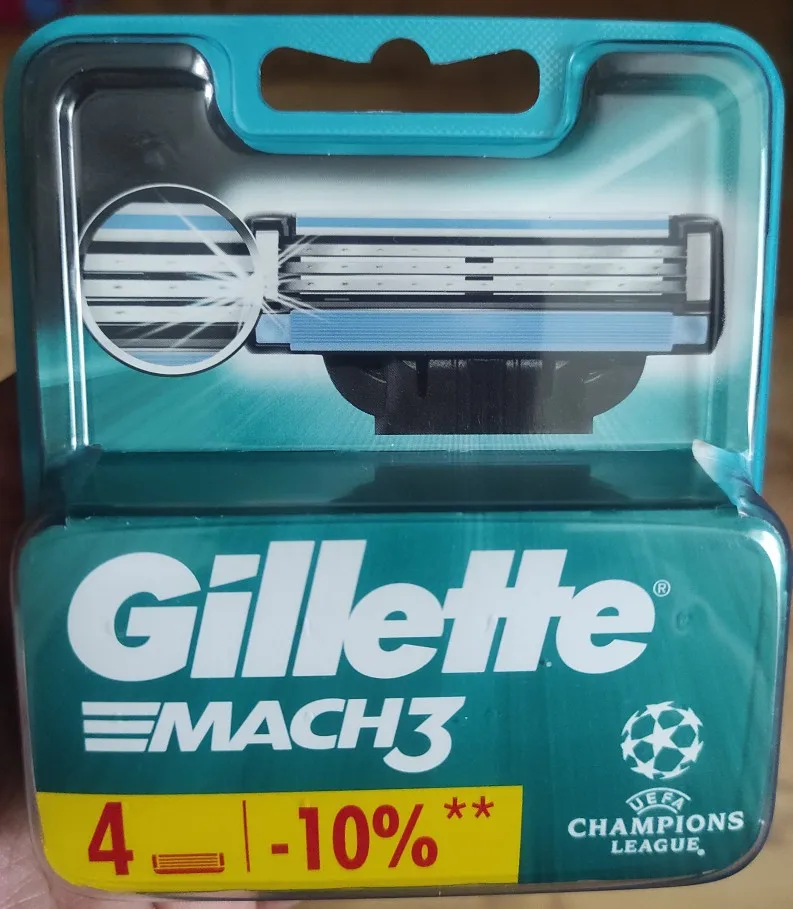 Gillette®
MACH3
4 -10%**
UEFA
CHAMPIONS
LEAGUE®